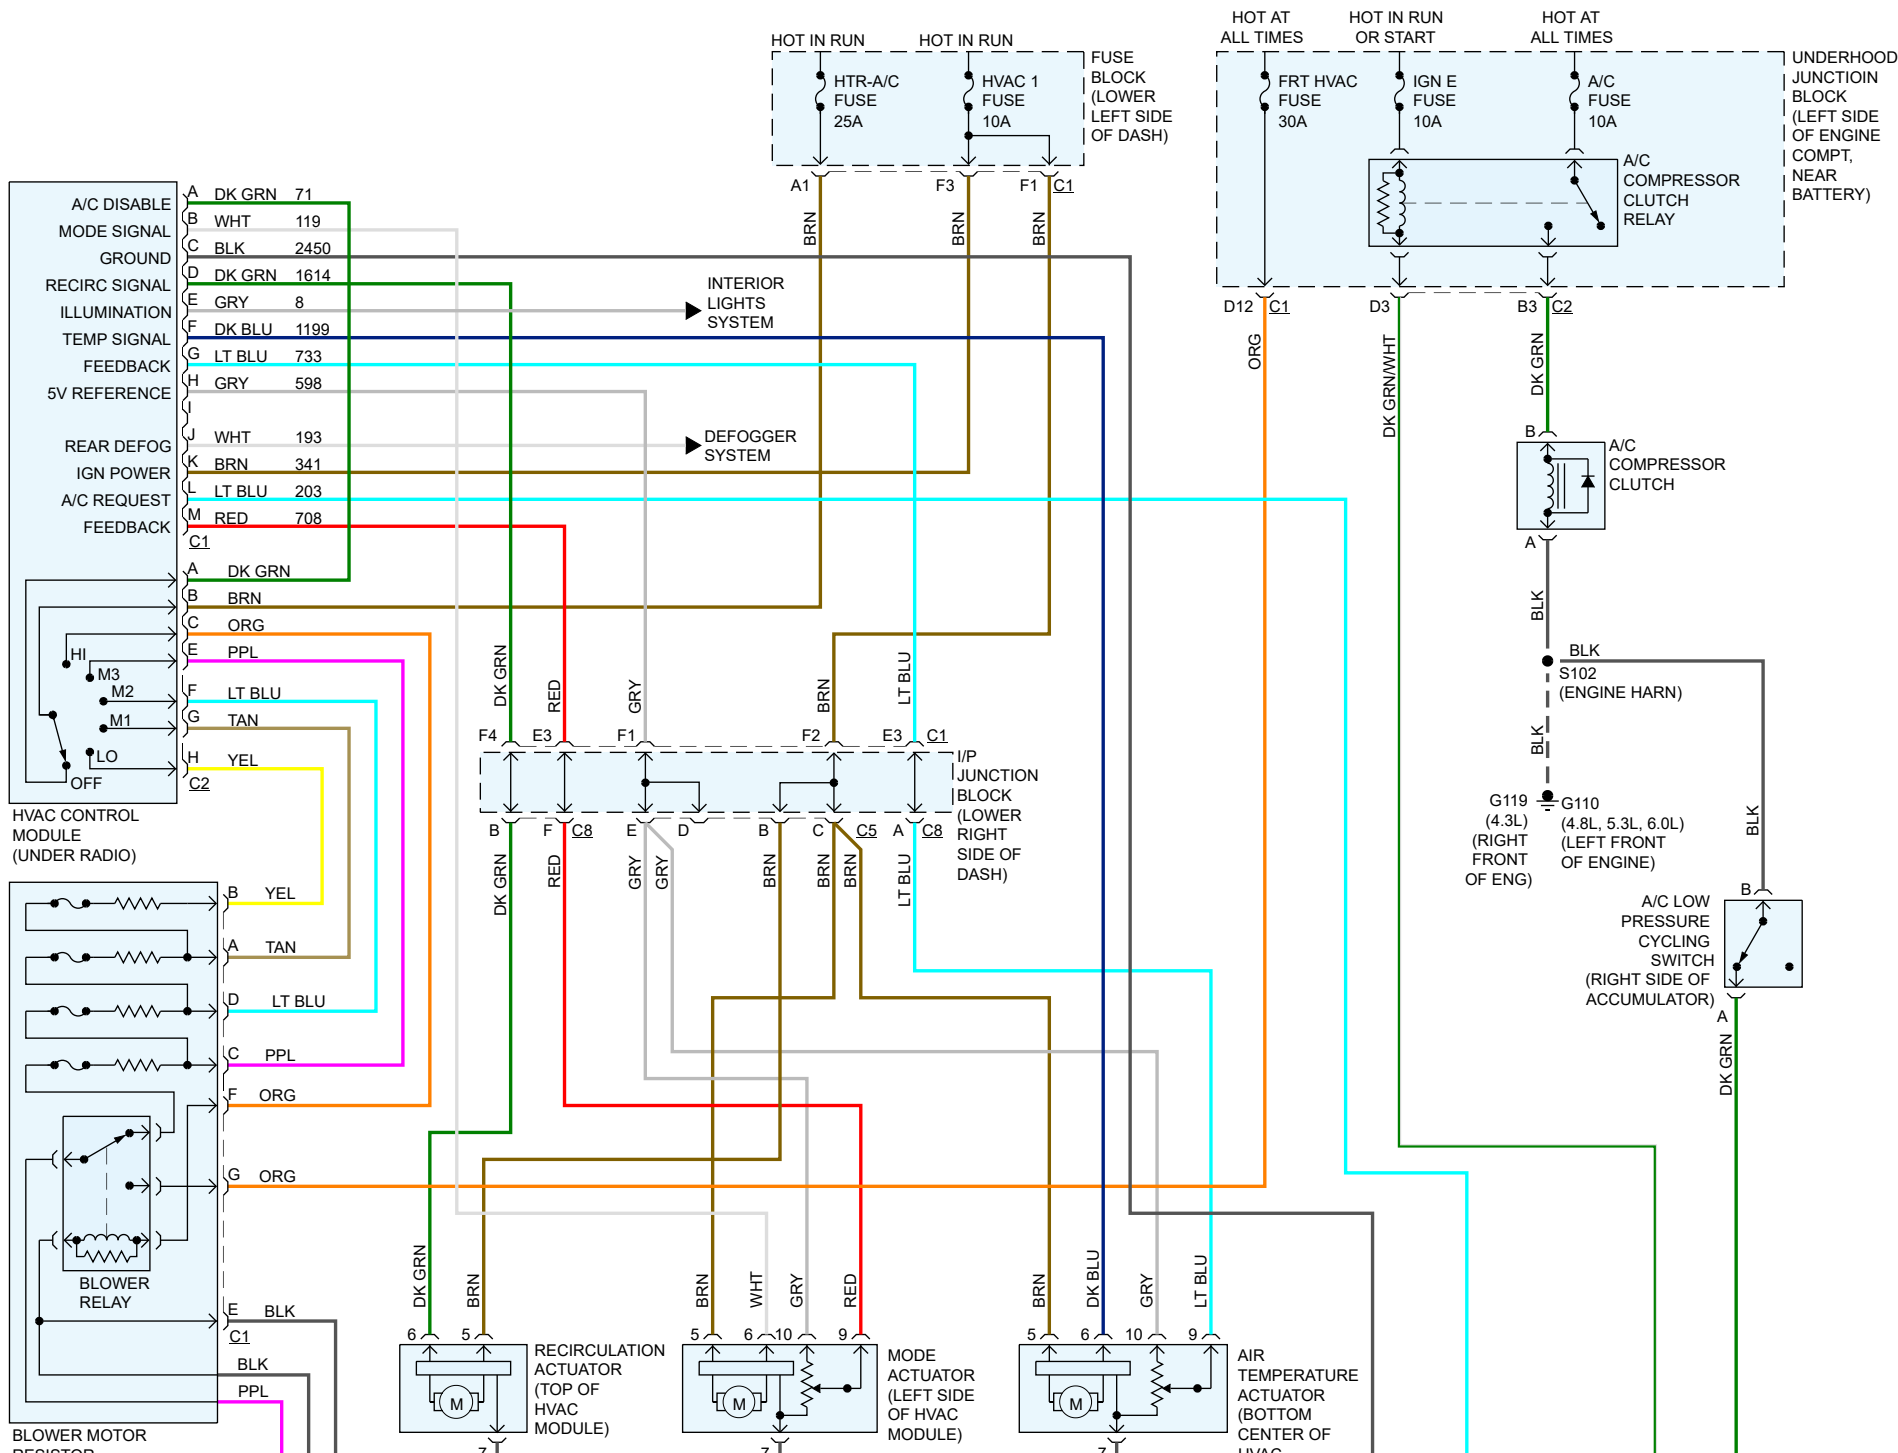 HOT IN RUN
HOT IN RUN
HTR-A/C
FUSE
25A
HVAC 1
FUSE
10A
FUSE
BLOCK
(LOWER
LEFT SIDE
OF DASH)
A1
F3
F1
C1
BRN
BRN
BRN
HOT AT
ALL TIMES
HOT IN RUN
OR START
HOT AT
ALL TIMES
FRT HVAC
FUSE
30A
IGN E
FUSE
10A
A/C
FUSE
10A
UNDERHOOD
JUNCTIOIN
BLOCK
(LEFT SIDE
OF ENGINE
COMPT,
NEAR
BATTERY)
A/C
COMPRESSOR
CLUTCH
RELAY
D12
C1
D3
B3
C2
ORG
DK GRN/WHT
DK GRN
A/C DISABLE
A
DK GRN
71
MODE SIGNAL
B
WHT
119
GROUND
C
BLK
2450
RECIRC SIGNAL
D
DK GRN
1614
ILLUMINATION
E
GRY
8
TEMP SIGNAL
F
DK BLU
1199
FEEDBACK
G
LT BLU
733
5V REFERENCE
H
GRY
598
I
REAR DEFOG
J
WHT
193
IGN POWER
K
BRN
341
A/C REQUEST
L
LT BLU
203
FEEDBACK
M
RED
708
C1
INTERIOR
LIGHTS
SYSTEM
DEFOGGER
SYSTEM
A
DK GRN
B
BRN
C
ORG
E
PPL
F
LT BLU
G
TAN
H
YEL
C2
HI
M3
M2
M1
LO
OFF
HVAC CONTROL
MODULE
(UNDER RADIO)
B
A/C
COMPRESSOR
CLUTCH
A
BLK
BLK
S102
(ENGINE HARN)
BLK
G119
(4.3L)
(RIGHT
FRONT
OF ENG)
G110
(4.8L, 5.3L, 6.0L)
(LEFT FRONT
OF ENGINE)
BLK
B
A/C LOW
PRESSURE
CYCLING
SWITCH
(RIGHT SIDE OF
ACCUMULATOR)
A
DK GRN
DK GRN
RED
GRY
BRN
LT BLU
F4
E3
F1
F2
E3
C1
I/P
JUNCTION
BLOCK
(LOWER
RIGHT
SIDE OF
DASH)
B
F
C8
E
D
B
C
C5
A
C8
DK GRN
RED
GRY
GRY
BRN
BRN
BRN
LT BLU
B
YEL
A
TAN
D
LT BLU
C
PPL
F
ORG
G
ORG
BLOWER
RELAY
E
BLK
C1
BLK
PPL
BLOWER MOTOR
RESISTOR
DK GRN
BRN
BRN
WHT
GRY
RED
BRN
DK BLU
GRY
LT BLU
6
5
M
7
RECIRCULATION
ACTUATOR
(TOP OF
HVAC
MODULE)
5
6
10
9
M
7
MODE
ACTUATOR
(LEFT SIDE
OF HVAC
MODULE)
5
6
10
9
M
7
AIR
TEMPERATURE
ACTUATOR
(BOTTOM
CENTER OF
HVAC